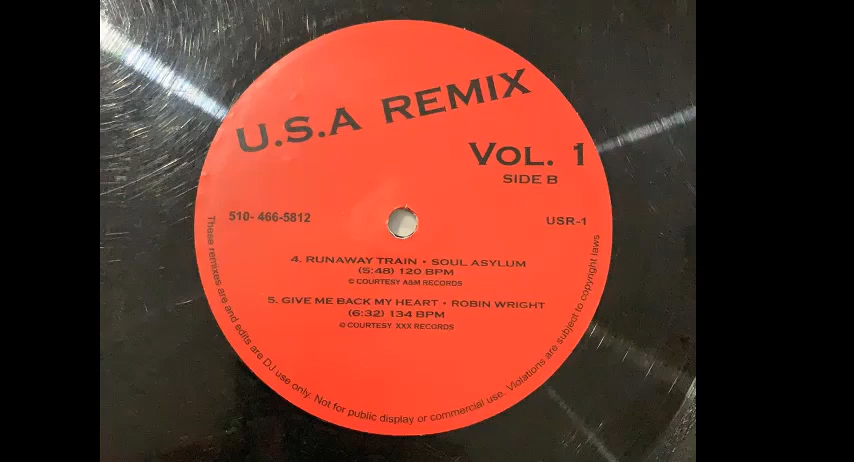 U.S.A REMIX
VOL. 1
SIDE B
510- 466-5812
USR-1
4. RUNAWAY TRAIN • SOUL ASYLUM
(5:48) 120 BPM
© COURTESY A&M RECORDS
5. GIVE ME BACK MY HEART • ROBIN WRIGHT
(6:32) 134 BPM
© COURTESY XXX RECORDS
These remixes are and edits are DJ use only. Not for public display or commercial use. Violations are subject to copyright laws